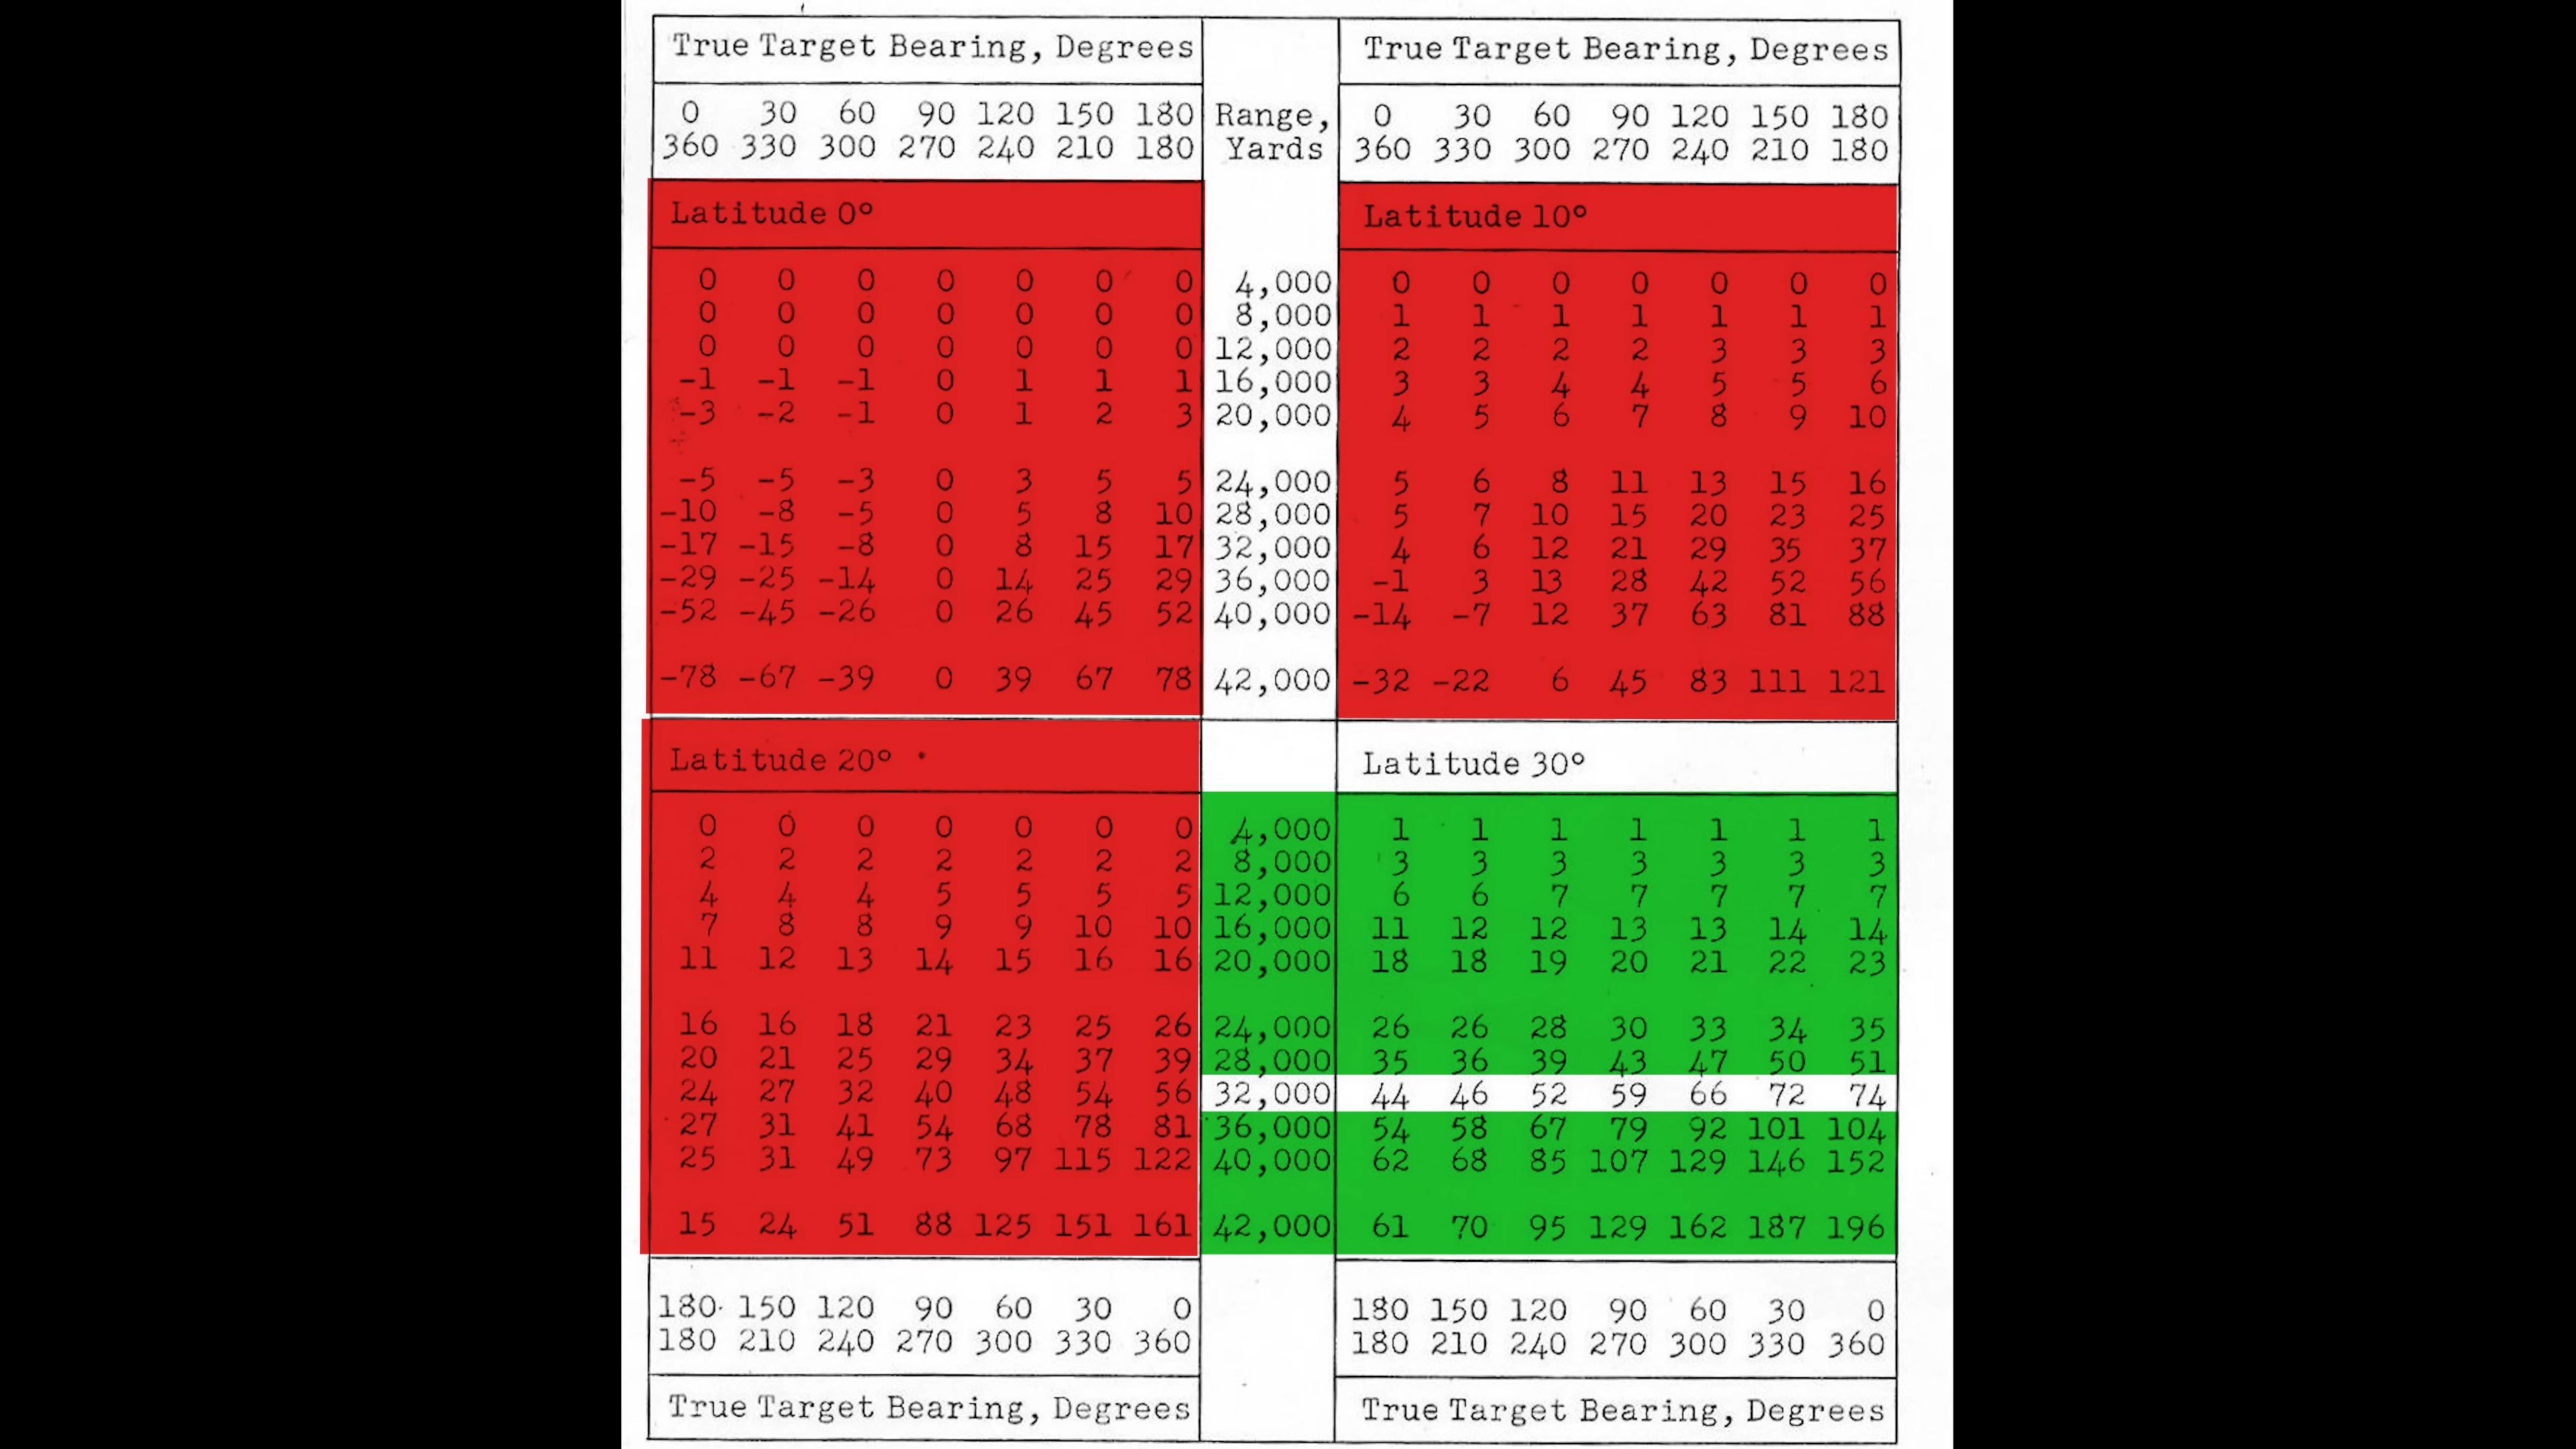 True Target Bearing, Degrees True Target Bearing, Degrees
0 30 60 90 120 150 180 Range, 0 30 60 90 120 150 180
360 330 300 270 240 210 180 Yards 360 330 300 270 240 210 180
Latitude 0° Latitude 10°
0 0 0 0 0 0 0 4,000 0 0 0 0 0 0 0
0 0 0 0 0 0 0 8,000 1 1 1 1 1 1 1
0 0 0 0 0 0 0 12,000 2 2 2 2 3 3 3
-1 -1 -1 0 1 1 1 16,000 3 3 4 4 5 5 6
-3 -2 -1 0 1 2 3 20,000 4 5 6 7 8 9 10
-5 -5 -3 0 3 5 5 24,000 5 6 8 11 13 15 16
-10 -8 -5 0 5 8 10 28,000 5 7 10 15 20 23 25
-17 -15 -8 0 8 15 17 32,000 4 6 12 21 29 35 37
-29 -25 -14 0 14 25 29 36,000 -1 3 13 28 42 52 56
-52 -45 -26 0 26 45 52 40,000 -14 -7 12 37 63 81 88
-78 -67 -39 0 39 67 78 42,000 -32 -22 6 45 83 111 121
Latitude 20° Latitude 30°
0 0 0 0 0 0 0 4,000 1 1 1 1 1 1 1
2 2 2 2 2 2 2 8,000 3 3 3 3 3 3 3
4 4 4 5 5 5 5 12,000 6 6 7 7 7 7 7
7 8 8 9 9 10 10 16,000 11 12 12 13 13 14 14
11 12 13 14 15 16 16 20,000 18 18 19 20 21 22 23
16 16 18 21 23 25 26 24,000 26 26 28 30 33 34 35
20 21 25 29 34 37 39 28,000 35 36 39 43 47 50 51
24 27 32 40 48 54 56 32,000 44 46 52 59 66 72 74
27 31 41 54 68 78 81 36,000 54 58 67 79 92 101 104
25 31 49 73 97 115 122 40,000 62 68 85 107 129 146 152
15 24 51 88 125 151 161 42,000 61 70 95 129 162 187 196
180 150 120 90 60 30 0 180 150 120 90 60 30 0
180 210 240 270 300 330 360 180 210 240 270 300 330 360
True Target Bearing, Degrees True Target Bearing, Degrees